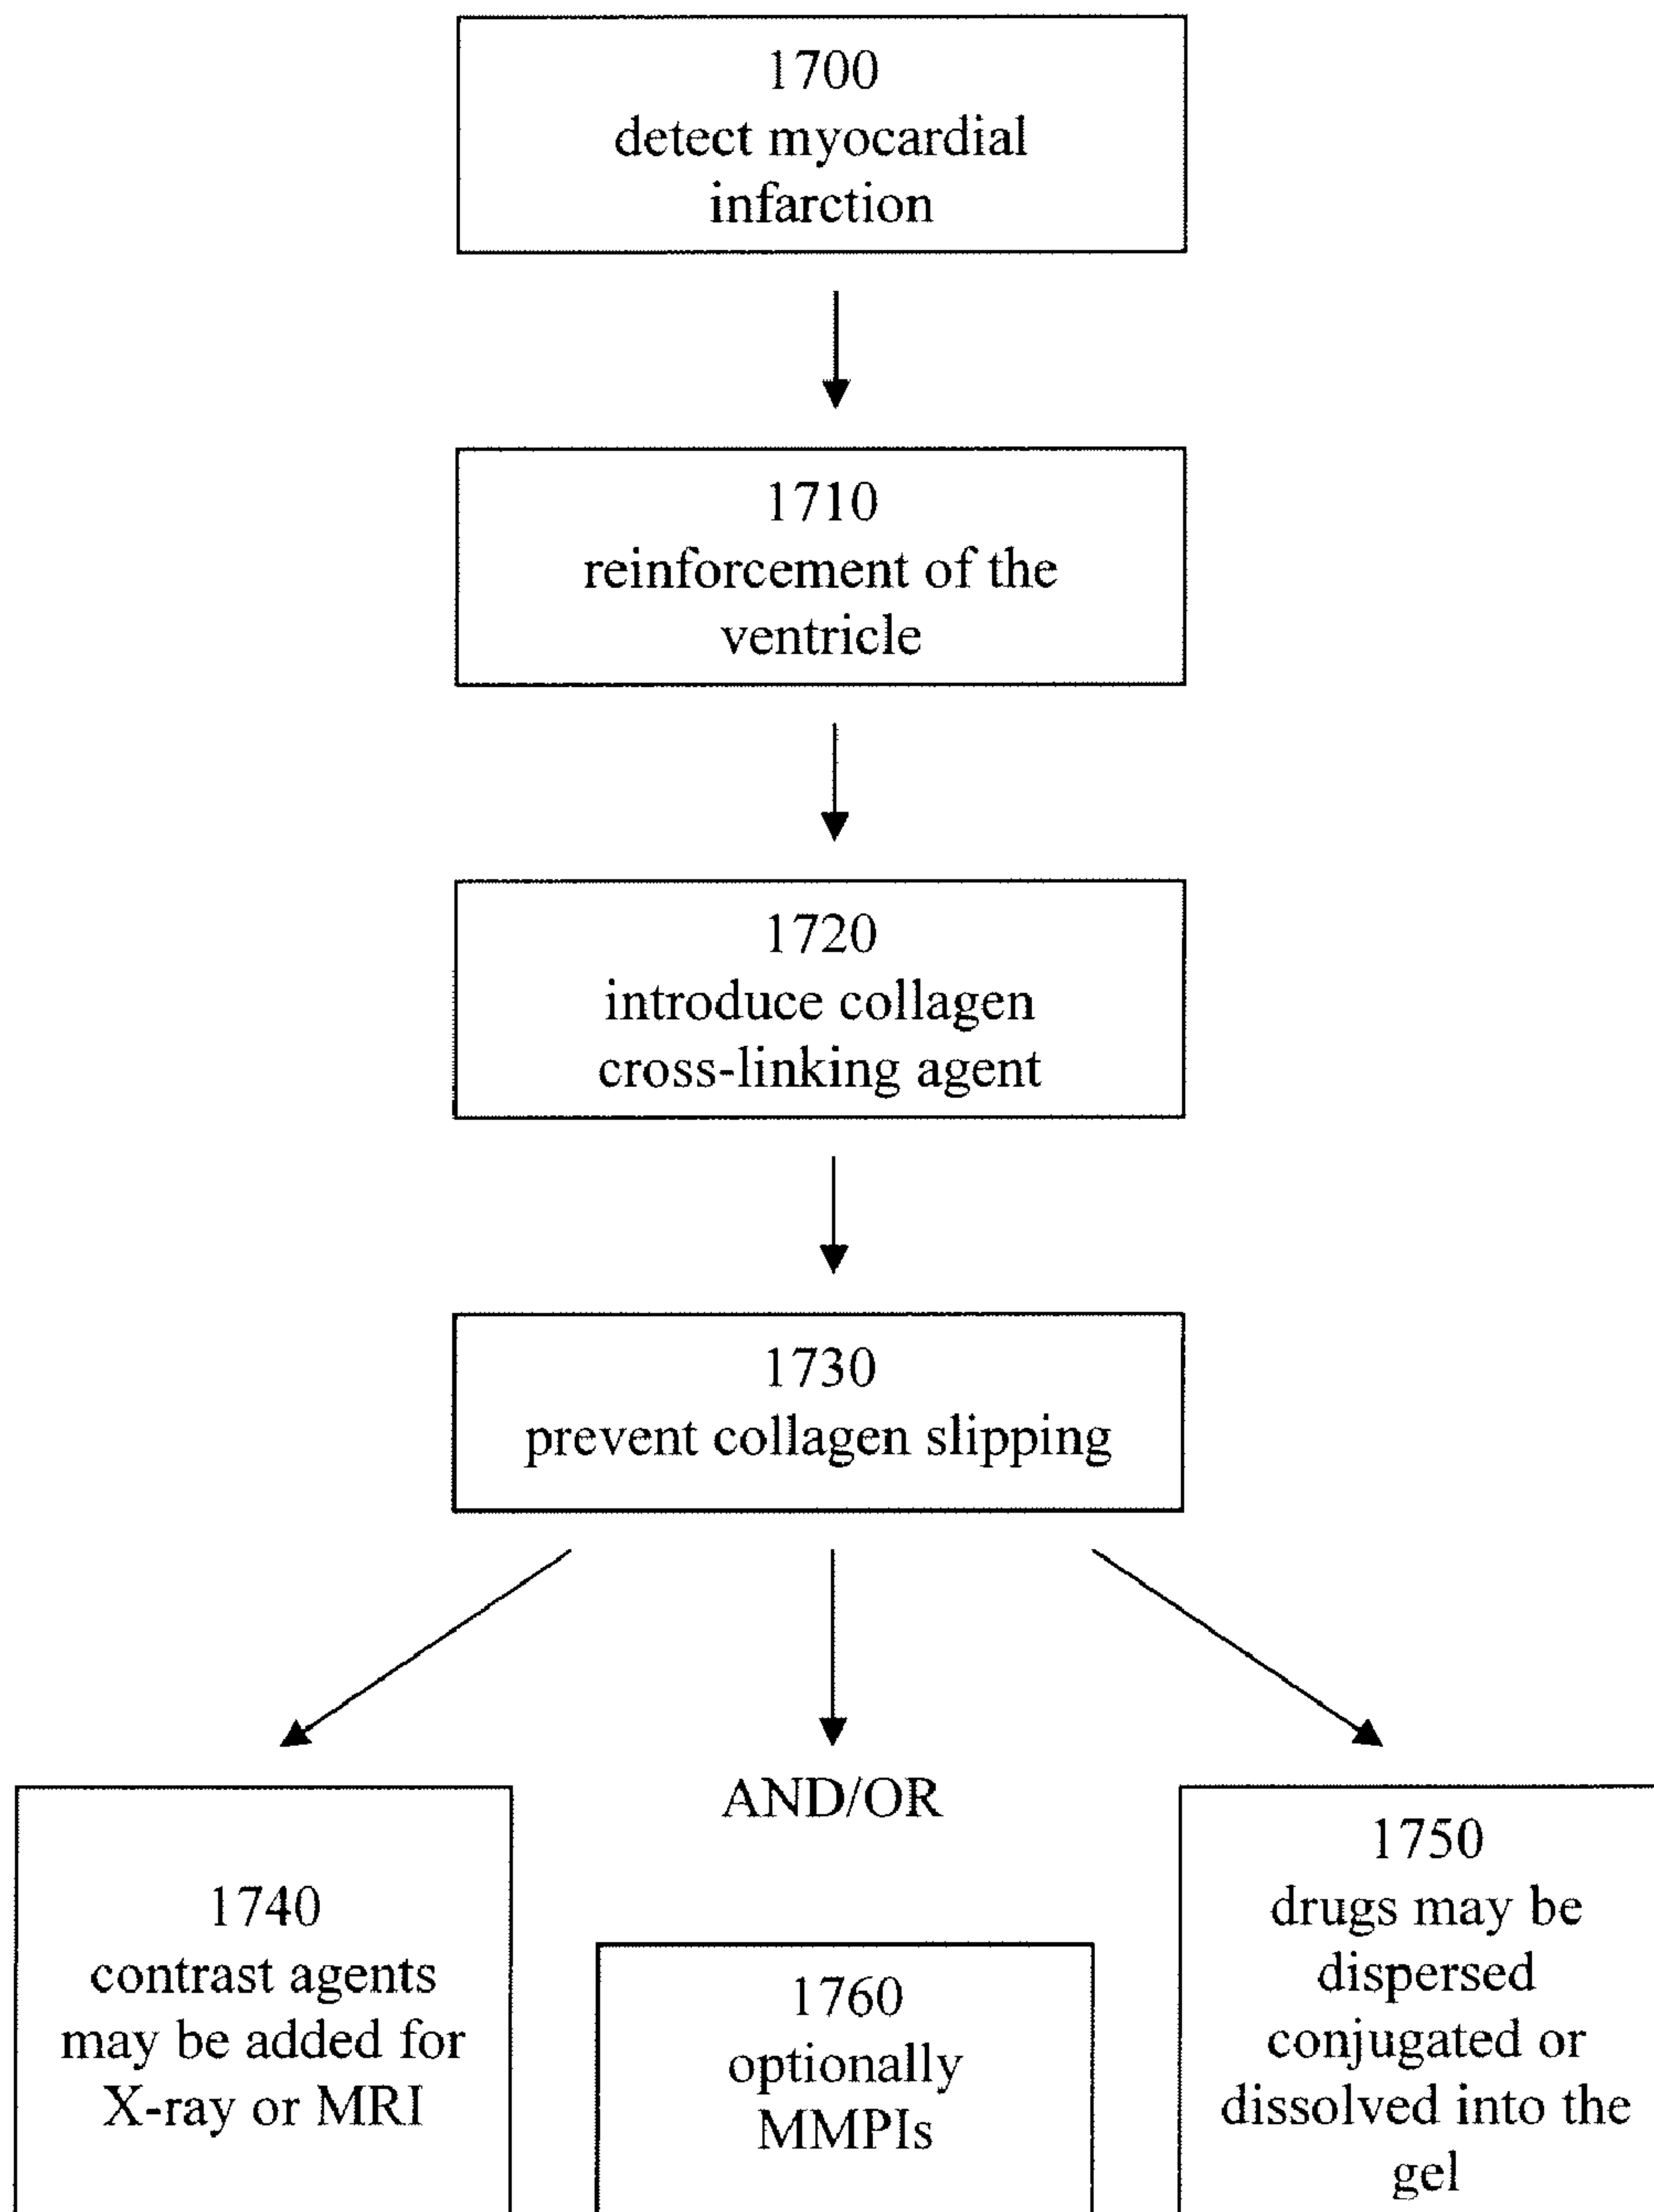 1700
detect myocardial
infarction
1710
reinforcement of the
ventricle
1720
introduce collagen
cross-linking agent
1730
prevent collagen slipping
AND/OR
1740
contrast agents
may be added for
X-ray or MRI
1760
optionally
MMPIs
1750
drugs may be
dispersed
conjugated or
dissolved into the
gel